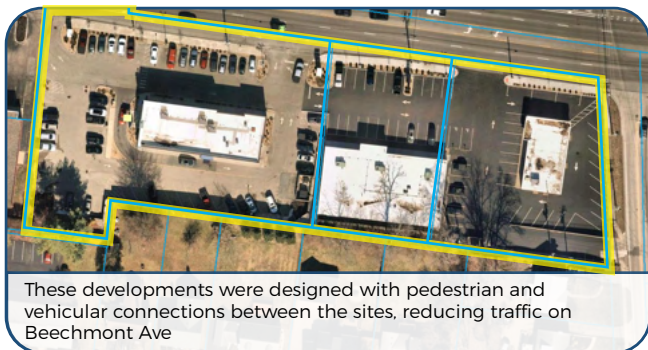 These developments were designed with pedestrian and
vehicular connections between the sites, reducing traffic on
Beechmont Ave